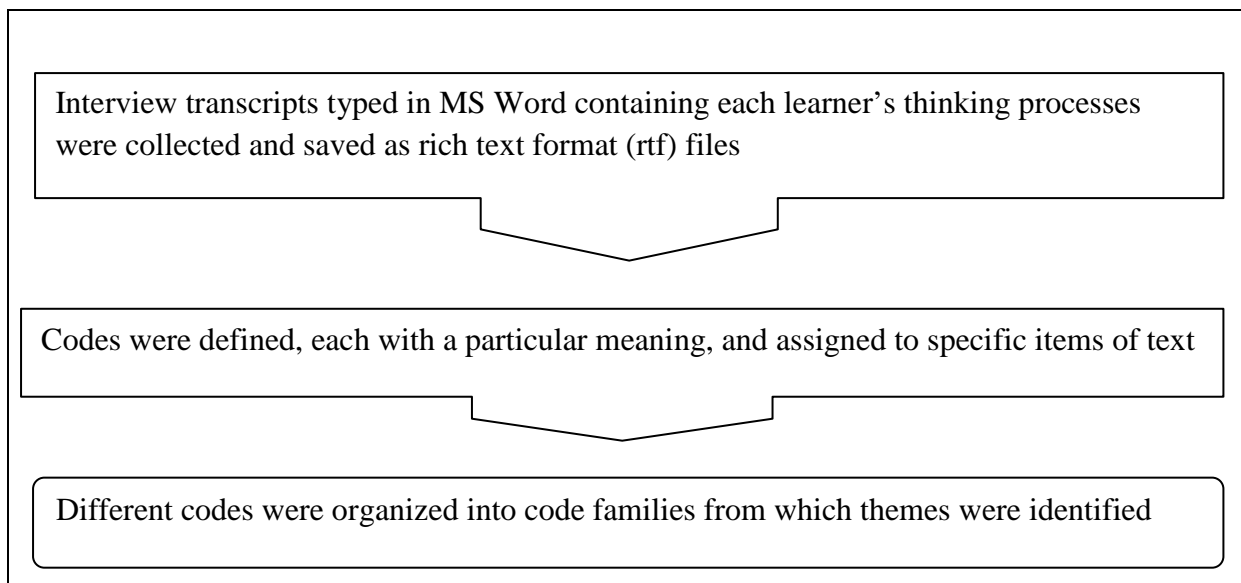 Interview transcripts typed in MS Word containing each learner’s thinking processes
were collected and saved as rich text format (rtf) files
Codes were defined, each with a particular meaning, and assigned to specific items of text
Different codes were organized into code families from which themes were identified